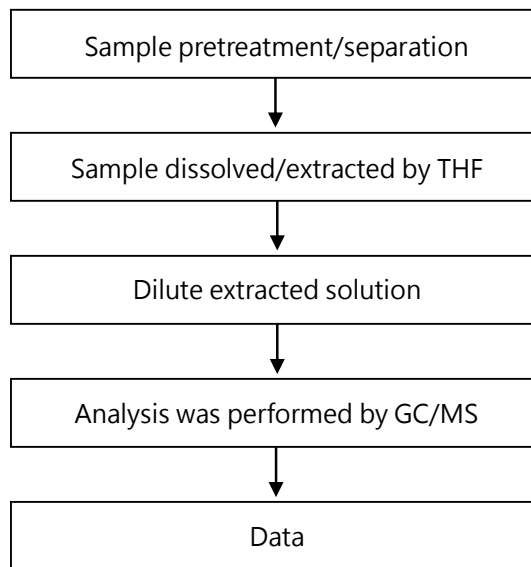 Sample pretreatment/separation
Sample dissolved/extracted by THF
Dilute extracted solution
Analysis was performed by GC/MS
Data